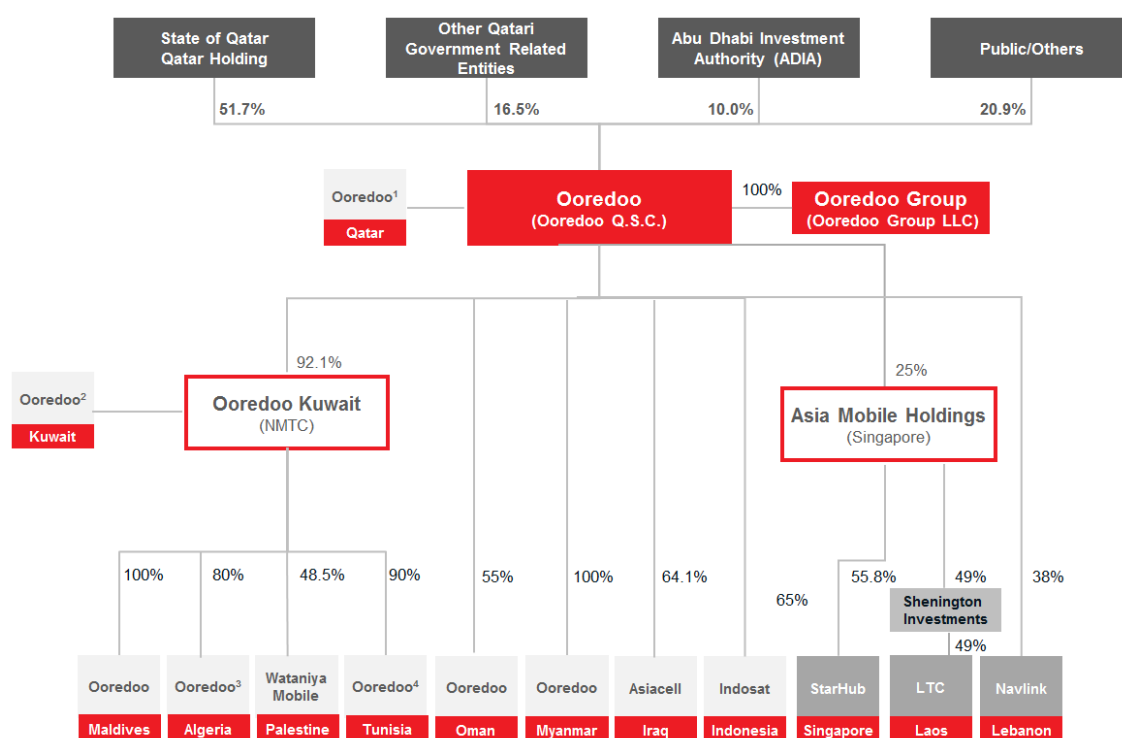 State of Qatar
Qatar Holding
Other Qatari
Government Related
Entities
Abu Dhabi Investment
Authority (ADIA)
Public/Others
51.7%
16.5%
10.0%
20.9%
Ooredoo¹
Qatar
Ooredoo
(Ooredoo Q.S.C.)
100%
Ooredoo Group
(Ooredoo Group LLC)
92.1%
25%
Ooredoo²
Kuwait
Ooredoo Kuwait
(NMTC)
Asia Mobile Holdings
(Singapore)
100%
80%
48.5%
90%
55%
100%
64.1%
65%
55.8%
49%
38%
Shenington
Investments
49%
Ooredoo
Maldives
Ooredoo³
Algeria
Wataniya
Mobile
Palestine
Ooredoo⁴
Tunisia
Ooredoo
Oman
Ooredoo
Myanmar
Asiacell
Iraq
Indosat
Indonesia
StarHub
Singapore
LTC
Laos
Navlink
Lebanon